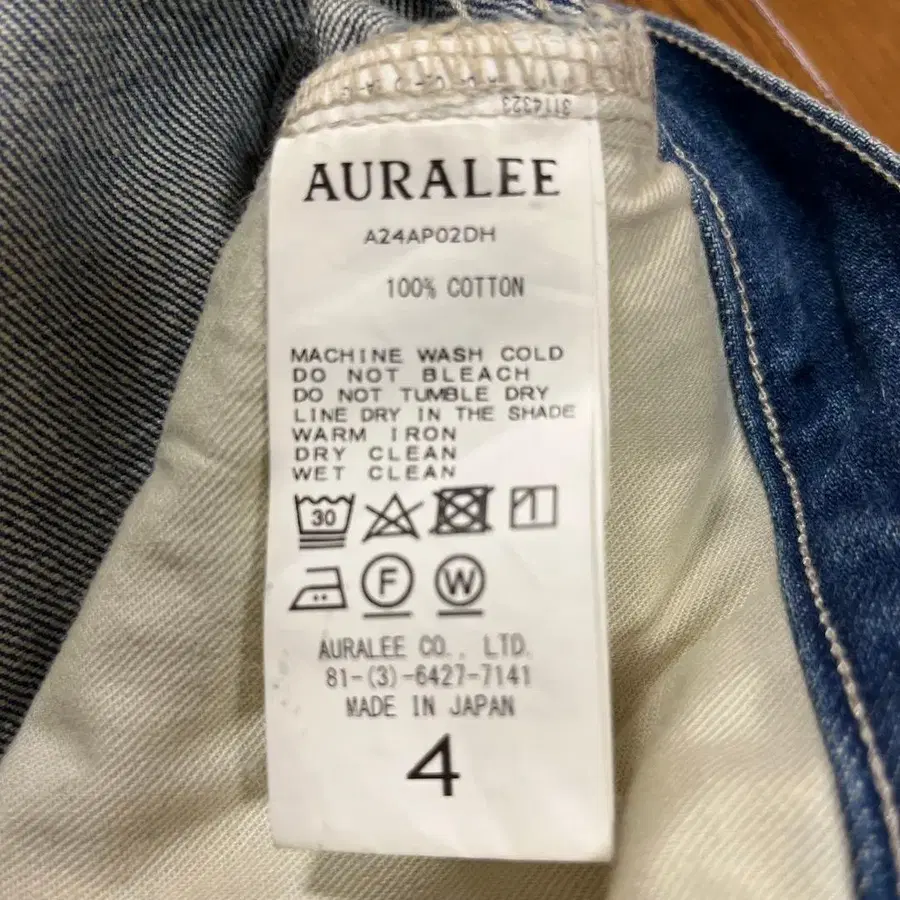 3114323
AURALEE
A24AP02DH
100% COTTON
MACHINE WASH COLD
DO NOT BLEACH
DO NOT TUMBLE DRY
LINE DRY IN THE SHADE
WARM IRON
DRY CLEAN
WET CLEAN
30
F
W
AURALEE CO., LTD.
81-(3)-6427-7141
MADE IN JAPAN
4